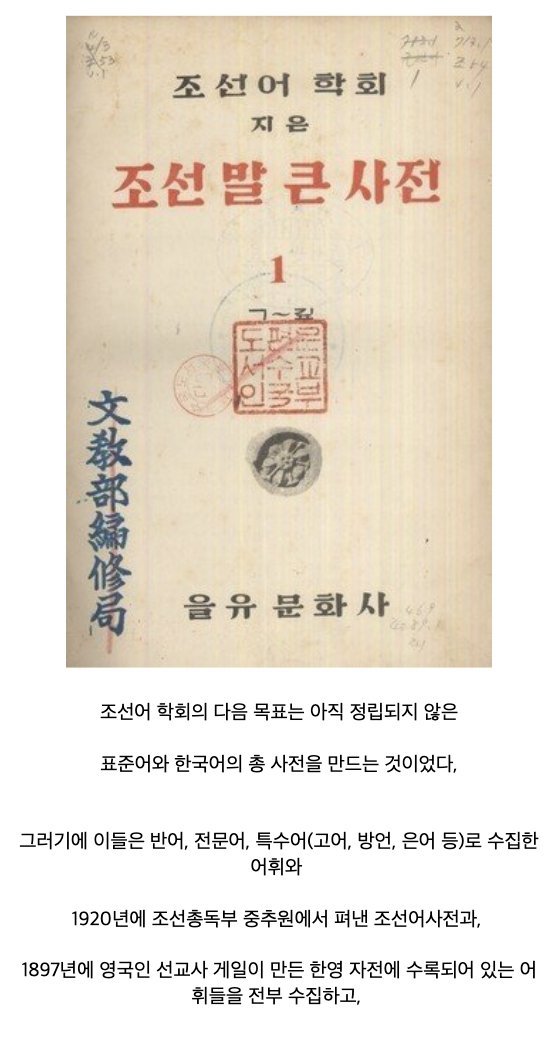 조선어 학회
지은
조선말 큰 사전
1
문교부
편수국
도서인
文敎部編修局
을유문화사
조선어 학회의 다음 목표는 아직 정립되지 않은
표준어와 한국어의 총 사전을 만드는 것이었다,
그러기에 이들은 반어, 전문어, 특수어(고어, 방언, 은어 등)로 수집한
어휘와
1920년에 조선총독부 중추원에서 펴낸 조선어사전과,
1897년에 영국인 선교사 게일이 만든 한영 자전에 수록되어 있는 어
휘들을 전부 수집하고,